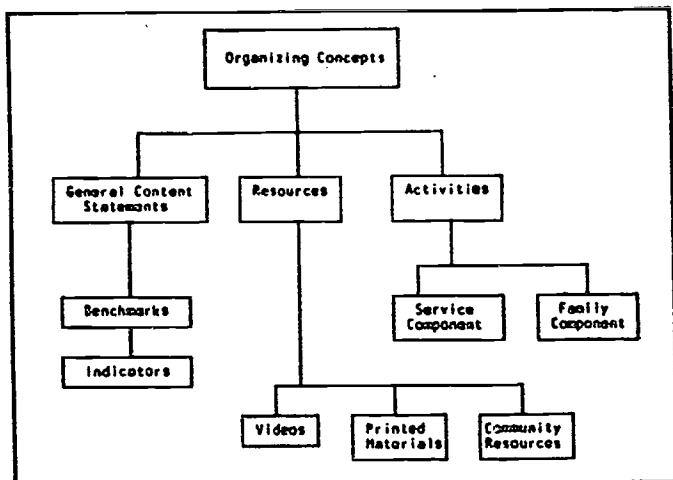 Organizing Concepts
General Content
Statements
Resources
Activities
Benchmarks
Indicators
Service
Component
Family
Component
Videos
Printed
Materials
Community
Resources